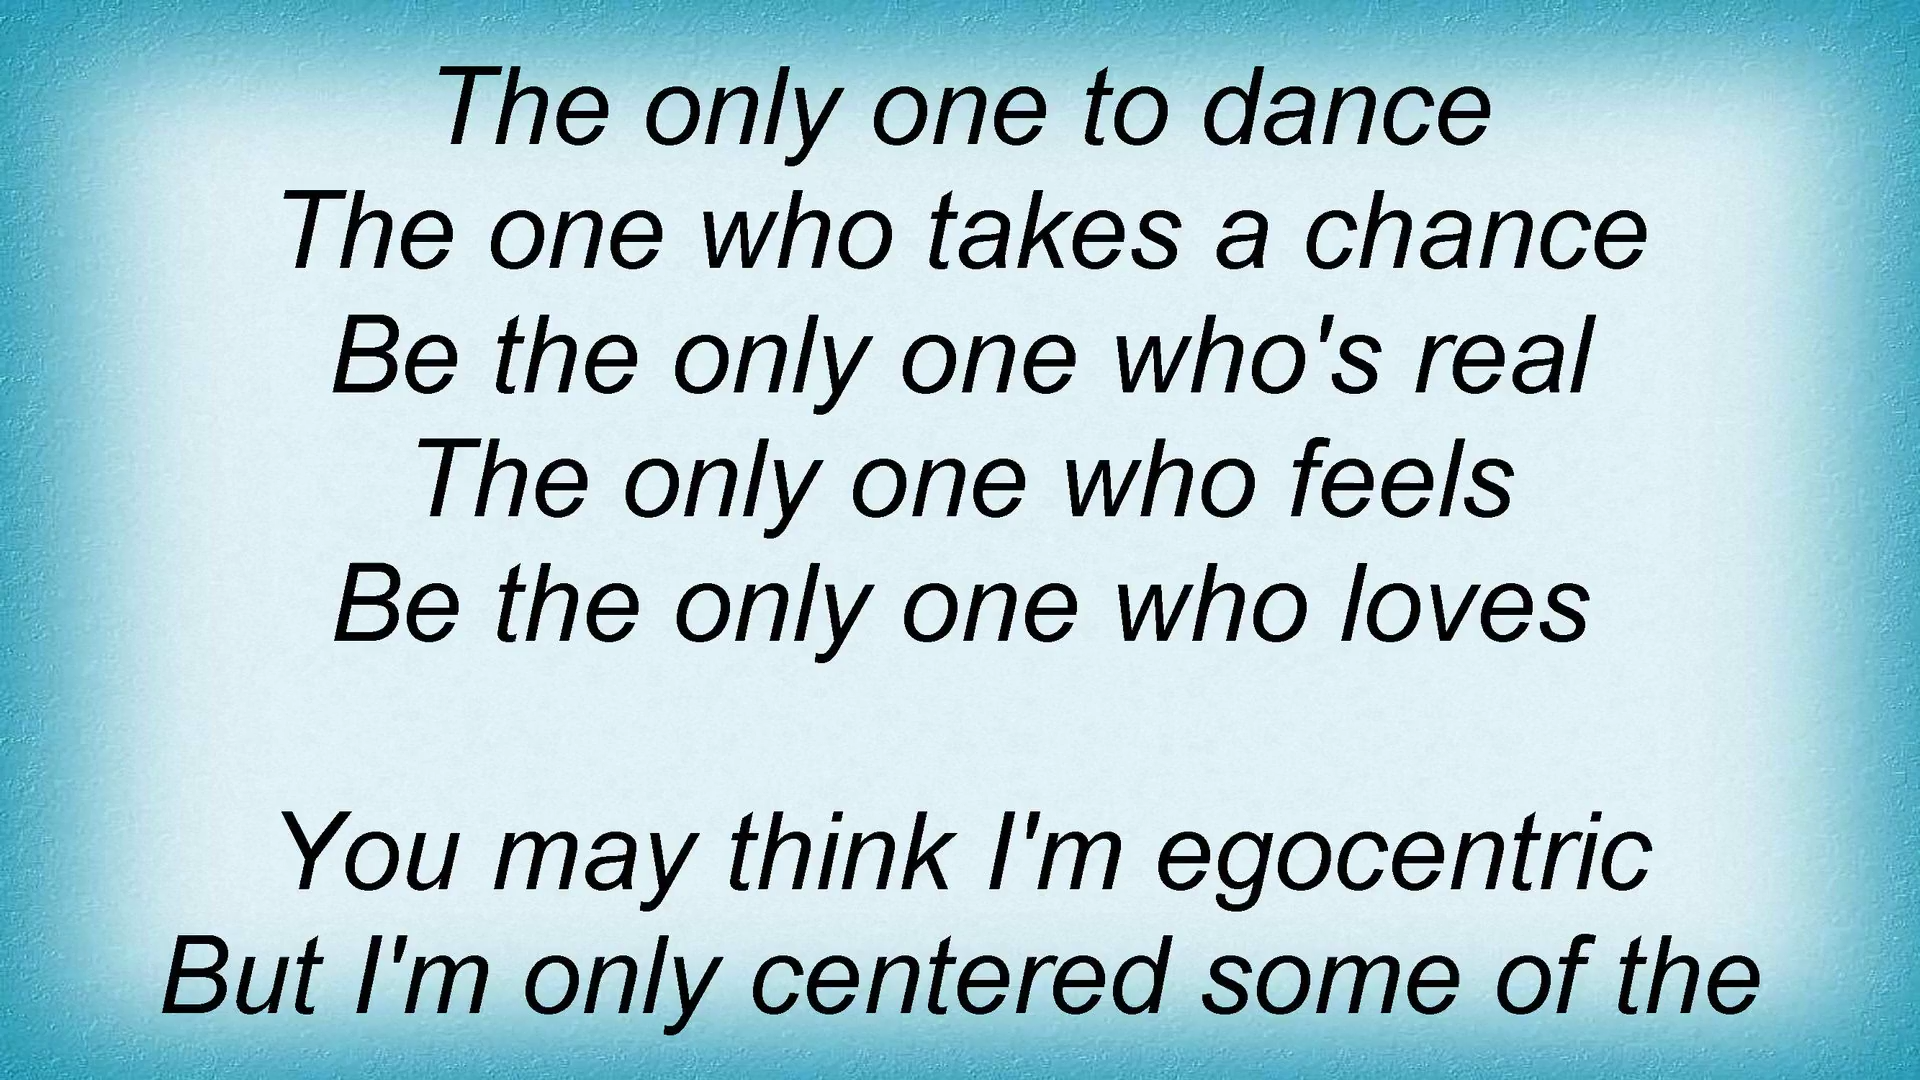 The only one to dance
The one who takes a chance
Be the only one who's real
The only one who feels
Be the only one who loves
You may think I'm egocentric
But I'm only centered some of the